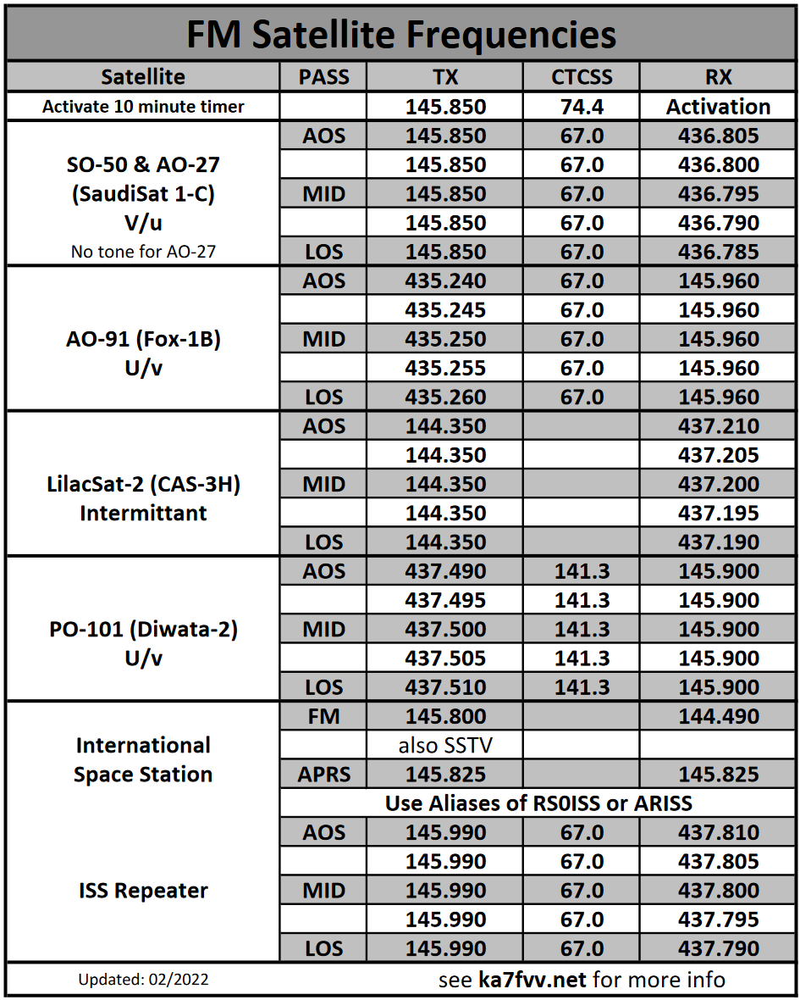 FM Satellite Frequencies
Satellite PASS TX CTCSS RX
Activate 10 minute timer 145.850 74.4 Activation
AOS 145.850 67.0 436.805
SO-50 & AO-27 145.850 67.0 436.800
(SaudiSat 1-C) MID 145.850 67.0 436.795
V/u 145.850 67.0 436.790
No tone for AO-27 LOS 145.850 67.0 436.785
AOS 435.240 67.0 145.960
435.245 67.0 145.960
AO-91 (Fox-1B) MID 435.250 67.0 145.960
U/v 435.255 67.0 145.960
LOS 435.260 67.0 145.960
AOS 144.350 437.210
144.350 437.205
LilacSat-2 (CAS-3H) MID 144.350 437.200
Intermittant 144.350 437.195
LOS 144.350 437.190
AOS 437.490 141.3 145.900
437.495 141.3 145.900
PO-101 (Diwata-2) MID 437.500 141.3 145.900
U/v 437.505 141.3 145.900
LOS 437.510 141.3 145.900
FM 145.800 144.490
International also SSTV
Space Station APRS 145.825 145.825
Use Aliases of RS0ISS or ARISS
AOS 145.990 67.0 437.810
145.990 67.0 437.805
ISS Repeater MID 145.990 67.0 437.800
145.990 67.0 437.795
LOS 145.990 67.0 437.790
Updated: 02/2022 see ka7fvv.net for more info